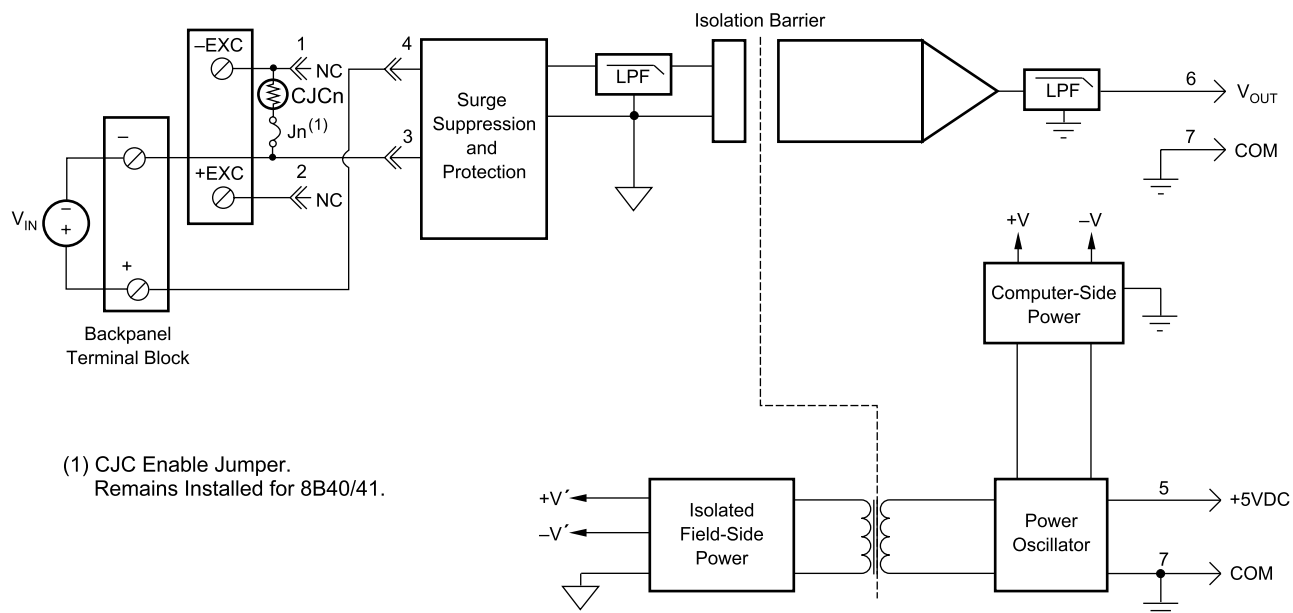 Isolation Barrier
–EXC
1
NC
4
CJCn
Jn(1)
3
–
+EXC
2
NC
VIN
–
+
+
Backpanel
Terminal Block
Surge
Suppression
and
Protection
LPF
LPF
6
VOUT
7
COM
+V
–V
Computer-Side
Power
(1) CJC Enable Jumper.
Remains Installed for 8B40/41.
+V´
–V´
Isolated
Field-Side
Power
Power
Oscillator
5
+5VDC
7
COM